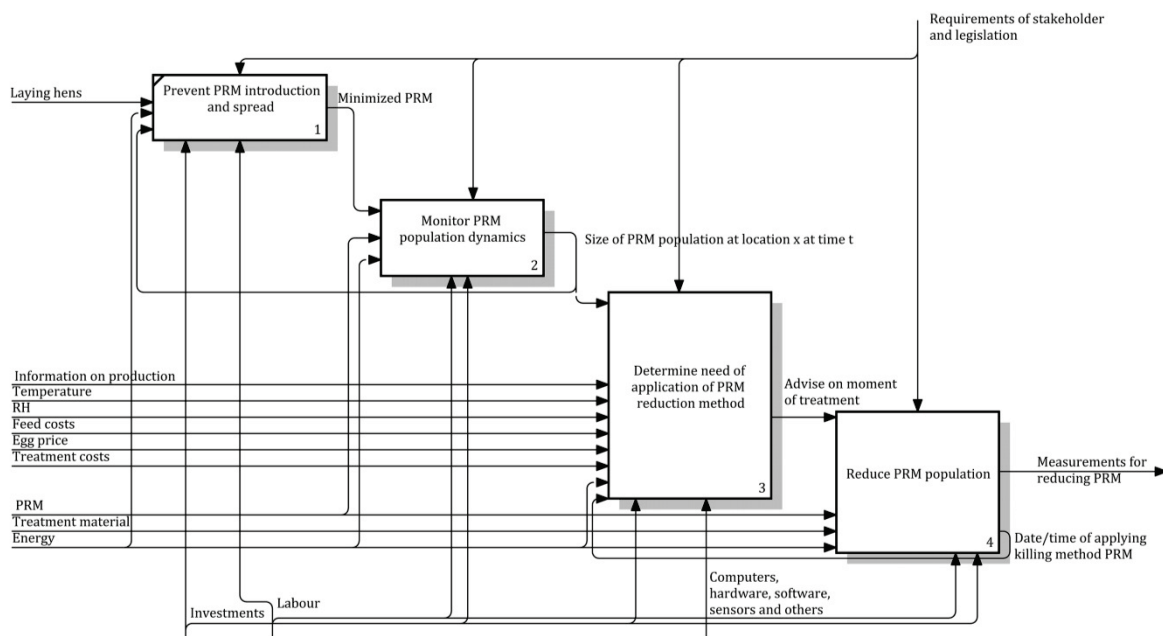 Requirements of stakeholder
and legislation
Laying hens
Prevent PRM introduction
and spread
1
Minimized PRM
Monitor PRM
population dynamics
2
Size of PRM population at location x at time t
Information on production
Temperature
RH
Feed costs
Egg price
Treatment costs
Determine need of
application of PRM
reduction method
3
Advise on moment
of treatment
Reduce PRM population
4
Measurements for
reducing PRM
PRM
Treatment material
Energy
Date/time of applying
killing method PRM
Computers,
hardware, software,
sensors and others
Labour
Investments